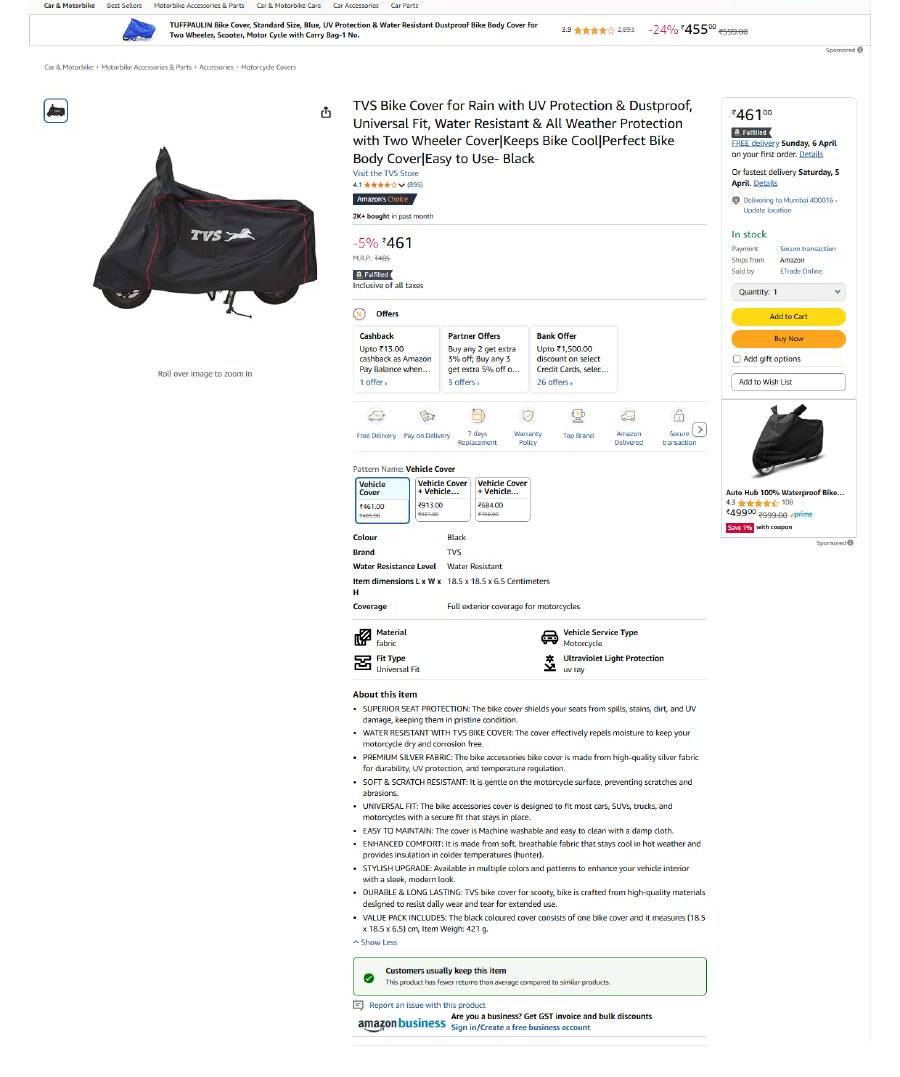 Car & Motorbike Best Sellers Motorbike Accessories & Parts Car & Motorbike Care Car Accessories Car Parts
TUFFPAULIN Bike Cover, Standard Size, Blue, UV Protection & Water Resistant Dustproof Bike Body Cover for
Two Wheeler, Scooter, Motor Cycle with Carry Bag-1 No.
3.9 2,893 -24% ₹455⁰⁰ ₹599.00
Sponsored
Car & Motorbike › Motorbike Accessories & Parts › Accessories › Motorcycle Covers
TVS
Roll over image to zoom in
TVS Bike Cover for Rain with UV Protection & Dustproof,
Universal Fit, Water Resistant & All Weather Protection
with Two Wheeler Cover|Keeps Bike Cool|Perfect Bike
Body Cover|Easy to Use- Black
Visit the TVS Store
4.1 (895)
Amazon's Choice
2K+ bought in past month
-5% ₹461
M.R.P.: ₹485
Fulfilled
Inclusive of all taxes
Offers
Cashback
Upto ₹13.00
cashback as Amazon
Pay Balance when...
1 offer ›
Partner Offers
Buy any 2 get extra
3% off; Buy any 3
get extra 5% off o...
3 offers ›
Bank Offer
Upto ₹1,500.00
discount on select
Credit Cards, selec...
26 offers ›
Free Delivery
Pay on Delivery
7 days
Replacement
Warranty
Policy
Top Brand
Amazon
Delivered
Secure
transaction
Pattern Name: Vehicle Cover
Vehicle
Cover
₹461.00
₹485.00
Vehicle Cover
+ Vehicle...
₹913.00
Vehicle Cover
+ Vehicle...
₹684.00
Colour Black
Brand TVS
Water Resistance Level Water Resistant
Item dimensions L x W x 18.5 x 18.5 x 6.5 Centimeters
H
Coverage Full exterior coverage for motorcycles
Material
fabric
Vehicle Service Type
Motorcycle
Fit Type
Universal Fit
Ultraviolet Light Protection
uv ray
About this item
• SUPERIOR SEAT PROTECTION: The bike cover shields your seats from spills, stains, dirt, and UV
damage, keeping them in pristine condition.
• WATER RESISTANT WITH TVS BIKE COVER: The cover effectively repels moisture to keep your
motorcycle dry and corrosion free.
• PREMIUM SILVER FABRIC: The bike accessories bike cover is made from high-quality silver fabric
for durability, UV protection, and temperature regulation.
• SOFT & SCRATCH RESISTANT: It is gentle on the motorcycle surface, preventing scratches and
abrasions.
• UNIVERSAL FIT: The bike accessories cover is designed to fit most cars, SUVs, trucks, and
motorcycles with a secure fit that stays in place.
• EASY TO MAINTAIN: The cover is Machine washable and easy to clean with a damp cloth.
• ENHANCED COMFORT: It is made from soft, breathable fabric that stays cool in hot weather and
provides insulation in colder temperatures (hunter).
• STYLISH UPGRADE: Available in multiple colors and patterns to enhance your vehicle interior
with a sleek, modern look.
• DURABLE & LONG LASTING: TVS bike cover for scooty, bike is crafted from high-quality materials
designed to resist daily wear and tear for extended use.
• VALUE PACK INCLUDES: The black coloured cover consists of one bike cover and it measures (18.5
x 18.5 x 6.5) cm, Item Weigh: 421 g.
Show Less
Customers usually keep this item
This product has fewer returns than average compared to similar products.
Report an issue with this product
amazon business
Are you a business? Get GST invoice and bulk discounts
Sign in/Create a free business account
₹461⁰⁰
Fulfilled
FREE delivery Sunday, 6 April
on your first order. Details
Or fastest delivery Saturday, 5
April. Details
Delivering to Mumbai 400016 -
Update location
In stock
Payment Secure transaction
Ships from Amazon
Sold by ETrade Online
Quantity: 1
Add to Cart
Buy Now
Add gift options
Add to Wish List
Auto Hub 100% Waterproof Bike...
4.3 108
₹499⁰⁰ ₹999.00 prime
Save 1% with coupon
Sponsored